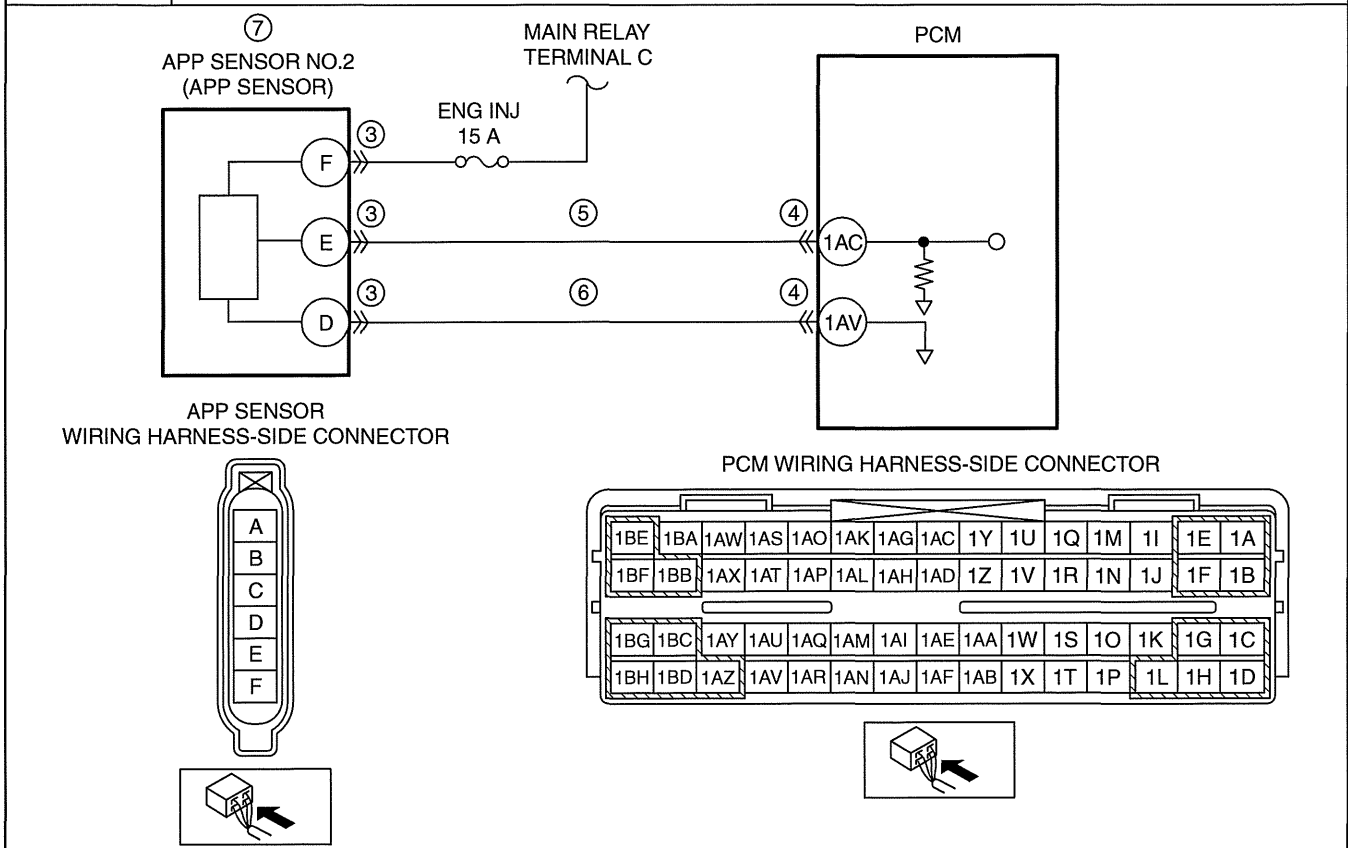 ⑦
APP SENSOR NO.2
(APP SENSOR)
MAIN RELAY
TERMINAL C
PCM
ENG INJ
15 A
③
F
③
⑤
④
E
1AC
③
⑥
④
D
1AV
APP SENSOR
WIRING HARNESS-SIDE CONNECTOR
A
B
C
D
E
F
PCM WIRING HARNESS-SIDE CONNECTOR
1BE 1BA 1AW 1AS 1AO 1AK 1AG 1AC 1Y 1U 1Q 1M 1I 1E 1A
1BF 1BB 1AX 1AT 1AP 1AL 1AH 1AD 1Z 1V 1R 1N 1J 1F 1B
1BG 1BC 1AY 1AU 1AQ 1AM 1AI 1AE 1AA 1W 1S 1O 1K 1G 1C
1BH 1BD 1AZ 1AV 1AR 1AN 1AJ 1AF 1AB 1X 1T 1P 1L 1H 1D